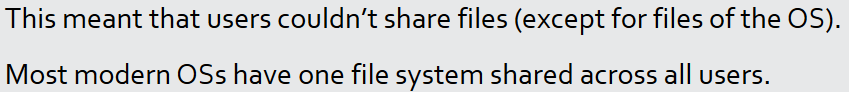 This meant that users couldn’t share files (except for files of the OS).
Most modern OSs have one file system shared across all users.